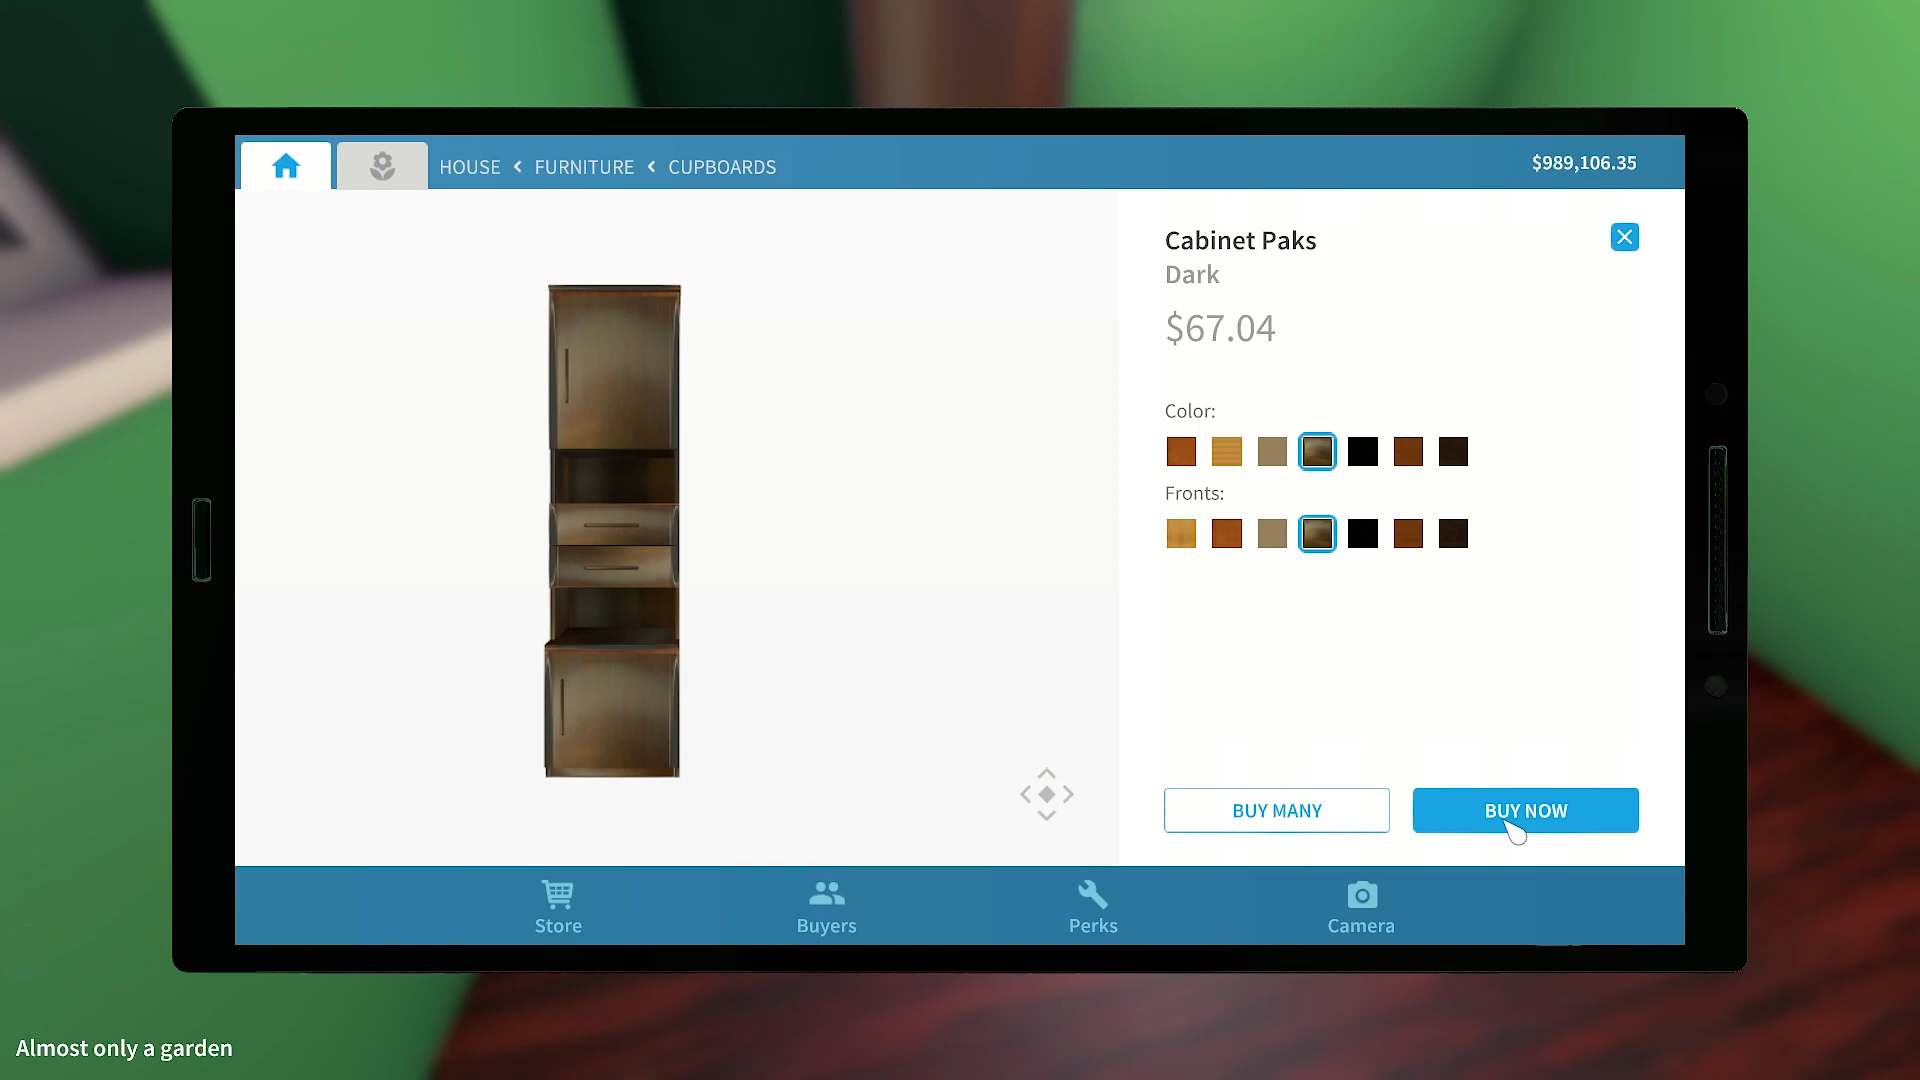 HOUSE < FURNITURE < CUPBOARDS
$989,106.35
Cabinet Paks
Dark
$67.04
Color:
Fronts:
BUY MANY
BUY NOW
Store
Buyers
Perks
Camera
Almost only a garden